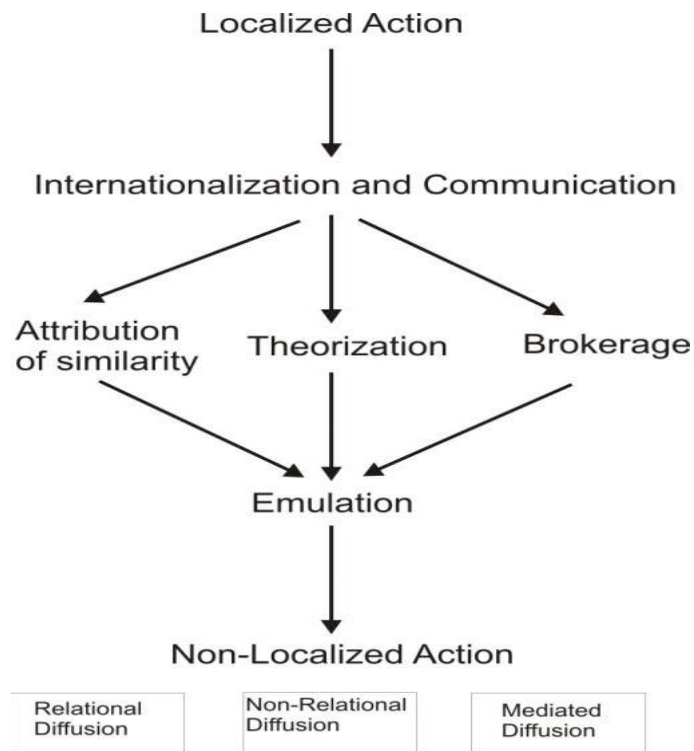 Localized Action
Internationalization and Communication
Attribution
of similarity
Theorization
Brokerage
Emulation
Non-Localized Action
Relational
Diffusion
Non-Relational
Diffusion
Mediated
Diffusion